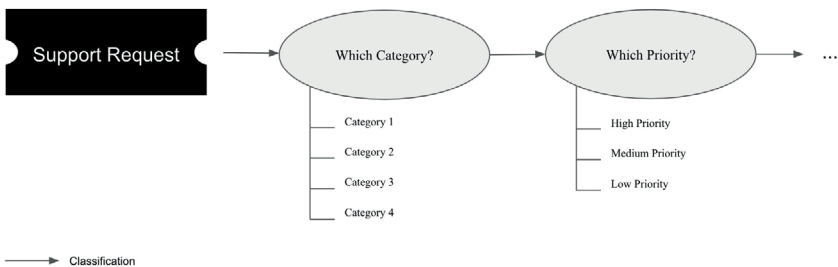 Support Request
Which Category?
Which Priority?
...
Category 1
Category 2
Category 3
Category 4
High Priority
Medium Priority
Low Priority
Classification